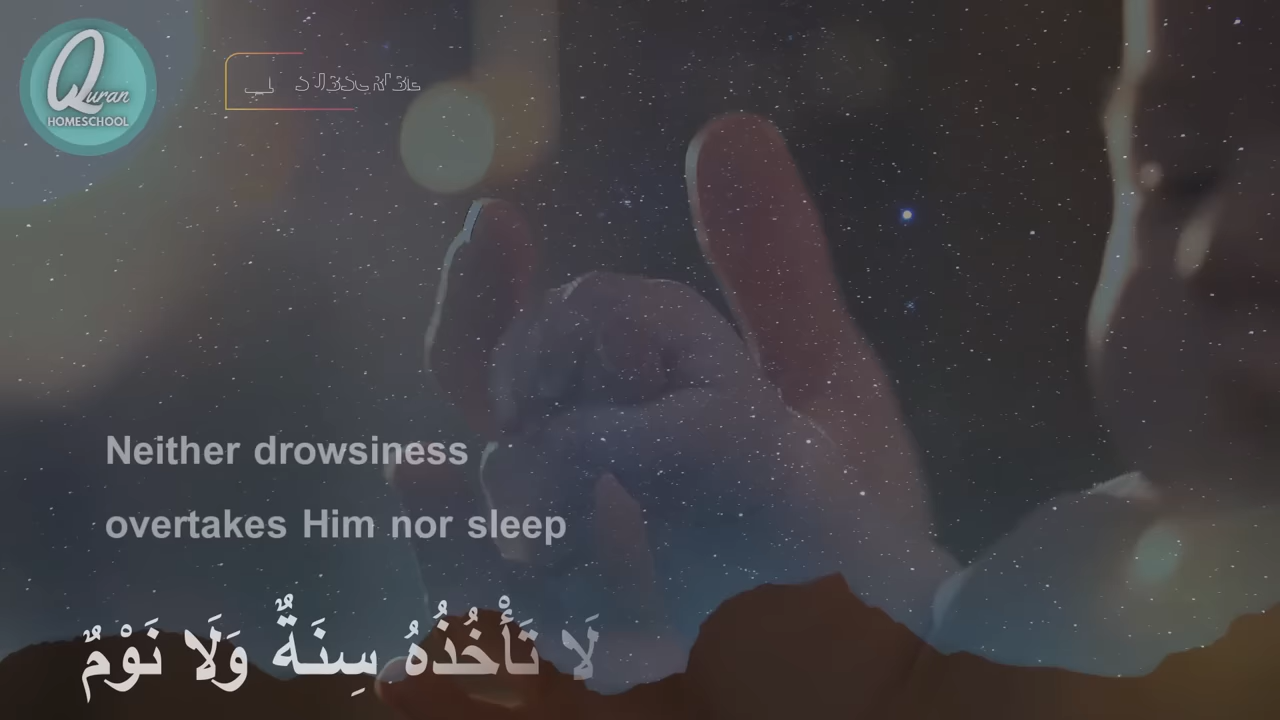 Quran
HOMESCHOOL
Neither drowsiness
overtakes Him nor sleep
لَا تَأْخُذُهُ سِنَةٌ وَلَا نَوْمٌ